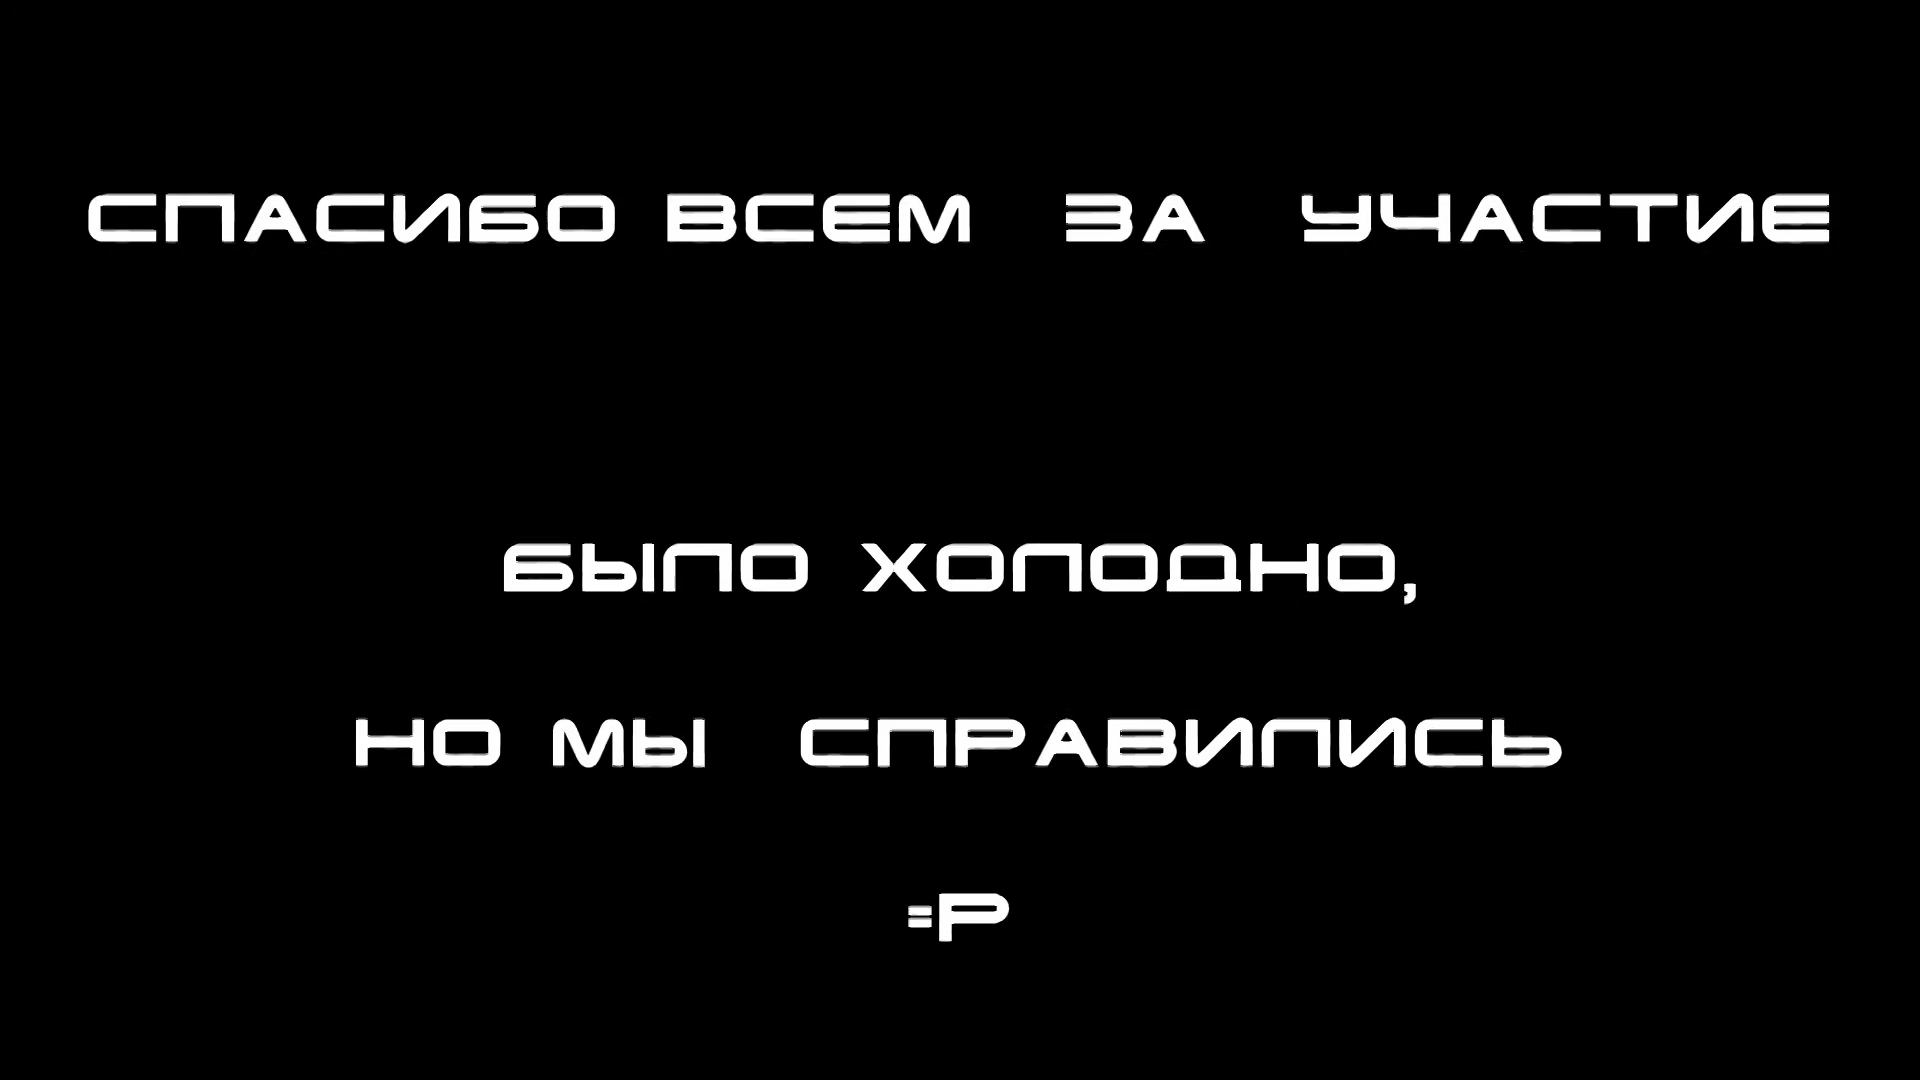 СПАСИБО ВСЕМ ЗА УЧАСТИЕ
БЫЛО ХОЛОДНО,
НО МЫ СПРАВИЛИСЬ
=P